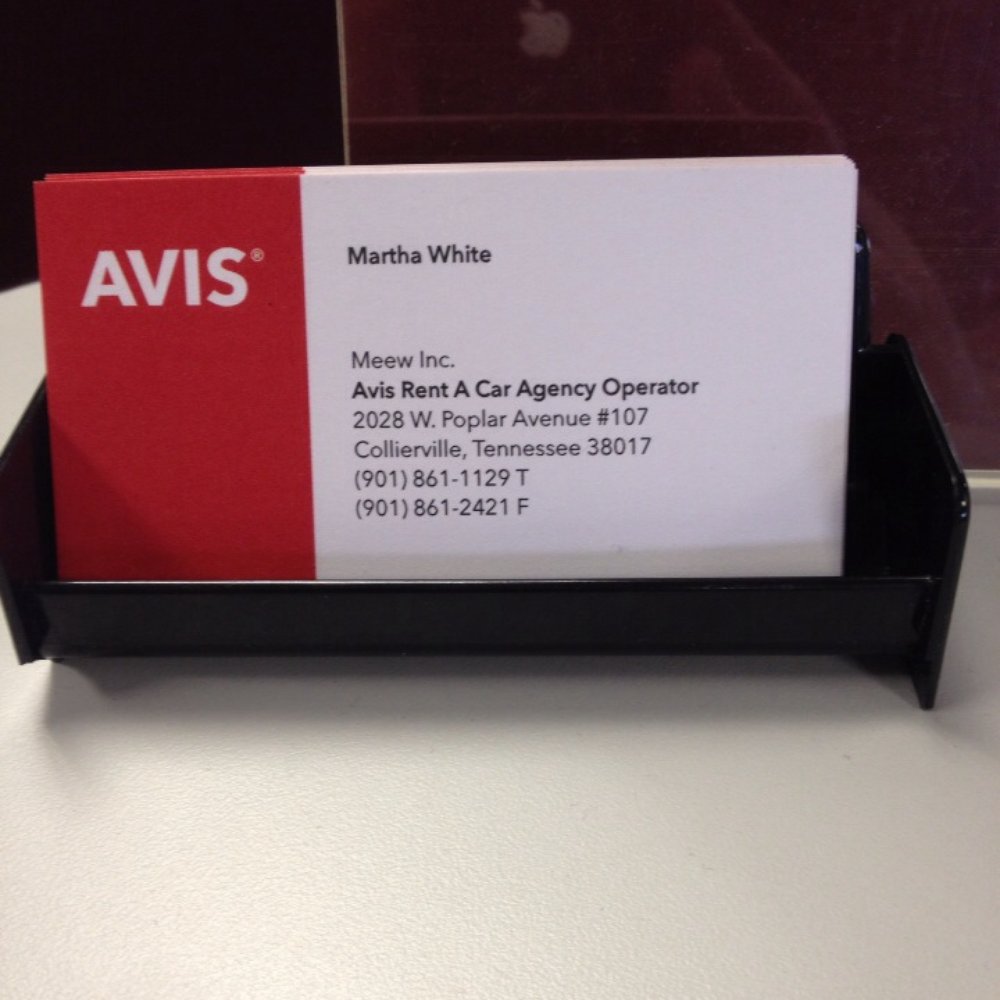 AVIS®
Martha White
Meew Inc.
Avis Rent A Car Agency Operator
2028 W. Poplar Avenue #107
Collierville, Tennessee 38017
(901) 861-1129 T
(901) 861-2421 F